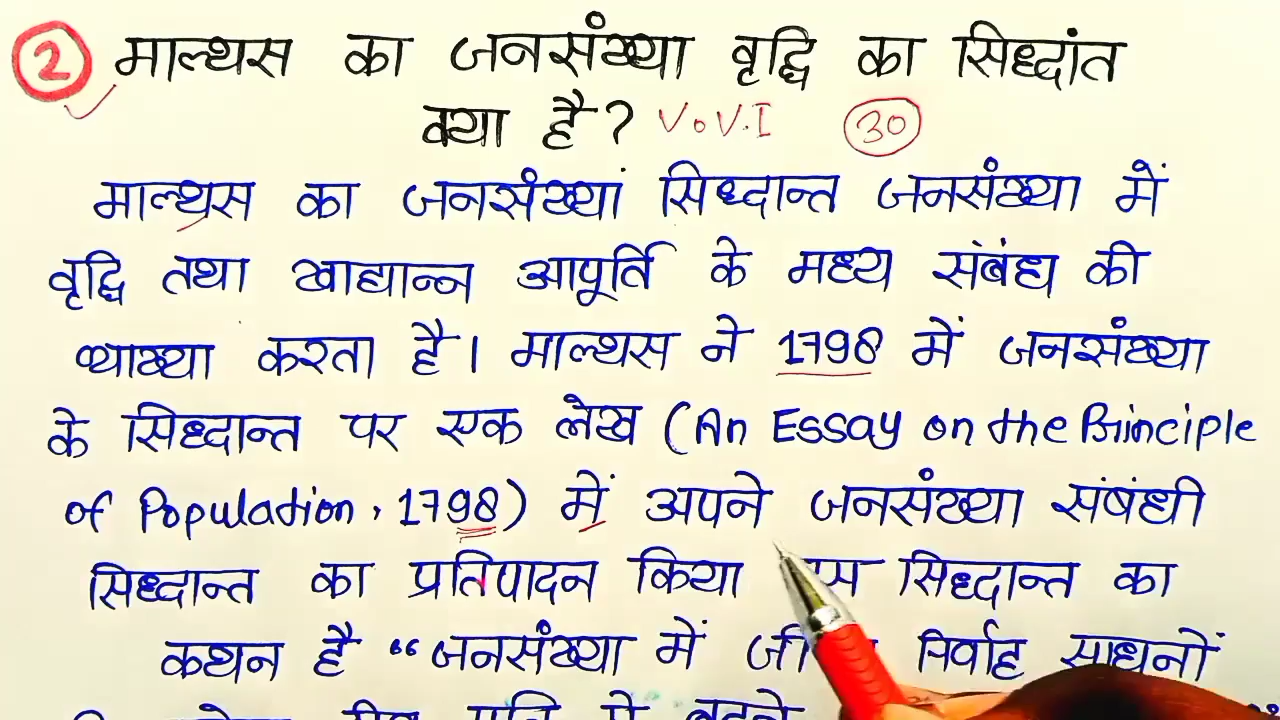 2 माल्थस का जनसंख्या वृद्धि का सिद्धांत
क्या है? V.V.I 30
माल्थस का जनसंख्यां सिध्दान्त जनसंख्या में
वृद्धि तथा खाद्यान्न आपूर्ति के मध्य संबंध की
व्याख्या करता है। माल्थस ने 1798 में जनसंख्या
के सिध्दान्त पर एक लेख (An Essay on the Principle
of Population, 1798) में अपने जनसंख्या संबंधी
सिध्दान्त का प्रतिपादन किया सिध्दान्त का
कथन है “जनसंख्या में निर्वाह साधनों